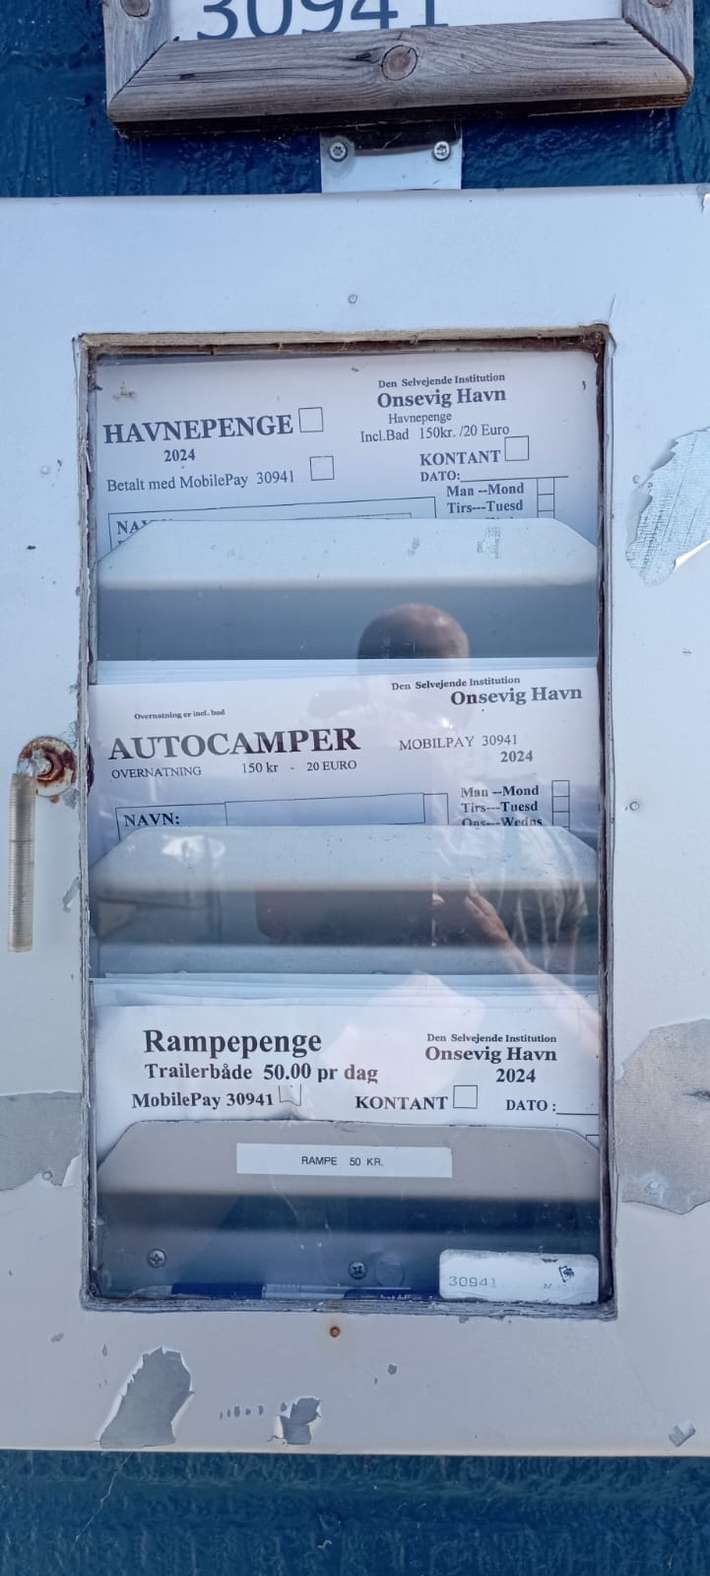 30941
HAVNEPENGE
2024
Betalt med MobilePay 30941
Den Selvejende Institution
Onsevig Havn
Havnepenge
Incl.Bad 150kr. /20 Euro
KONTANT
DATO:
Man --Mond
Tirs---Tuesd
Overnatning er incl. bad
AUTOCAMPER
OVERNATNING 150 kr - 20 EURO
Den Selvejende Institution
Onsevig Havn
MOBILPAY 30941
2024
Man --Mond
Tirs---Tuesd
Ons---Wedns
NAVN:
Rampepenge
Trailerbåde 50.00 pr dag
MobilePay 30941
Den Selvejende Institution
Onsevig Havn
2024
KONTANT
DATO :
RAMPE 50 KR.
30941